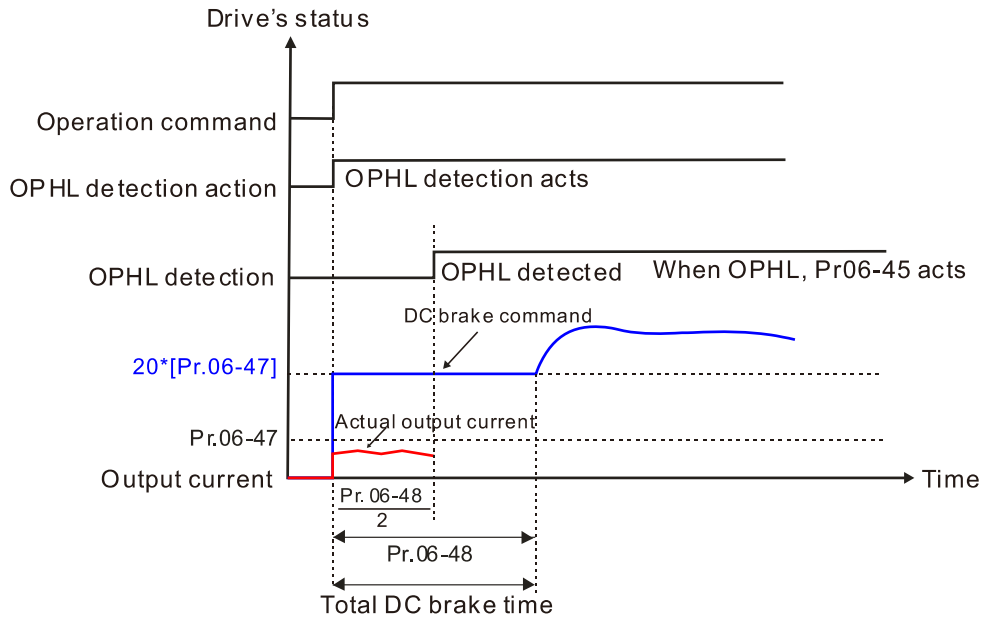 Drive's status
Operation command
OPHL detection action
OPHL detection acts
OPHL detection
OPHL detected
When OPHL, Pr06-45 acts
DC brake command
20*[Pr.06-47]
Actual output current
Pr.06-47
Output current
Time
Pr. 06-48
2
Pr.06-48
Total DC brake time